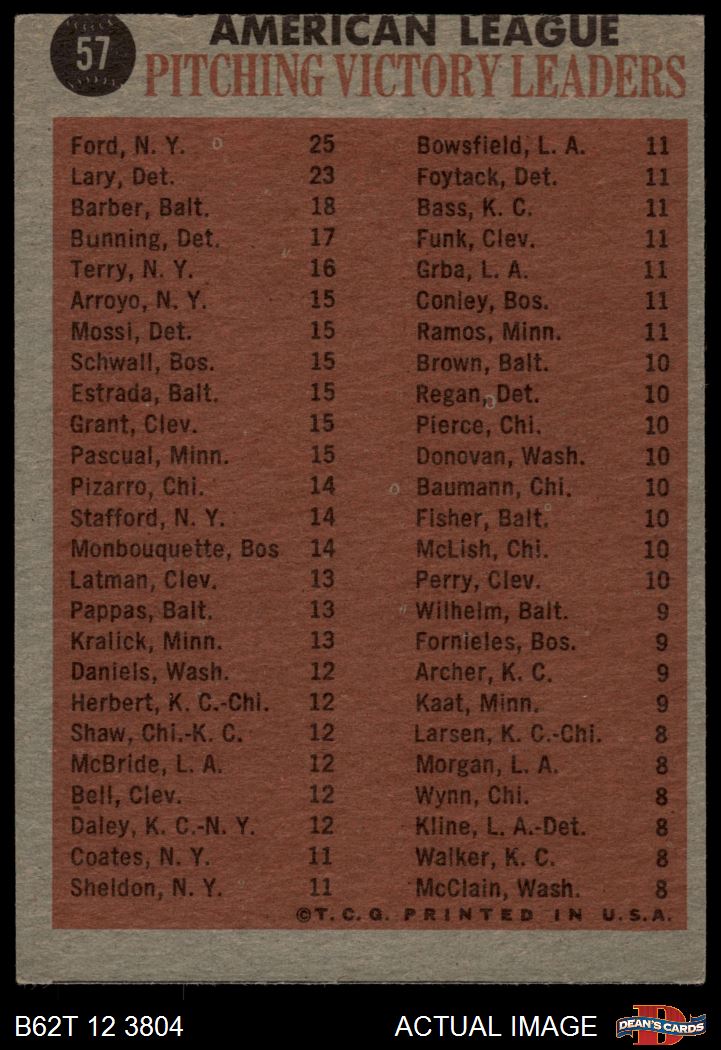 57
AMERICAN LEAGUE
PITCHING VICTORY LEADERS
Ford, N. Y. 25
Lary, Det. 23
Barber, Balt. 18
Bunning, Det. 17
Terry, N. Y. 16
Arroyo, N. Y. 15
Mossi, Det. 15
Schwall, Bos. 15
Estrada, Balt. 15
Grant, Clev. 15
Pascual, Minn. 15
Pizarro, Chi. 14
Stafford, N. Y. 14
Monbouquette, Bos 14
Latman, Clev. 13
Pappas, Balt. 13
Kralick, Minn. 13
Daniels, Wash. 12
Herbert, K. C.-Chi. 12
Shaw, Chi.-K. C. 12
McBride, L. A. 12
Bell, Clev. 12
Daley, K. C.-N. Y. 12
Coates, N. Y. 11
Sheldon, N. Y. 11
Bowsfield, L. A. 11
Foytack, Det. 11
Bass, K. C. 11
Funk, Clev. 11
Grba, L. A. 11
Conley, Bos. 11
Ramos, Minn. 11
Brown, Balt. 10
Regan, Det. 10
Pierce, Chi. 10
Donovan, Wash. 10
Baumann, Chi. 10
Fisher, Balt. 10
McLish, Chi. 10
Perry, Clev. 10
Wilhelm, Balt. 9
Fornieles, Bos. 9
Archer, K. C. 9
Kaat, Minn. 9
Larsen, K. C.-Chi. 8
Morgan, L. A. 8
Wynn, Chi. 8
Kline, L. A.-Det. 8
Walker, K. C. 8
McClain, Wash. 8
©T. C. G. PRINTED IN U.S.A.
B62T 12 3804
ACTUAL IMAGE
D
DEAN'S CARDS